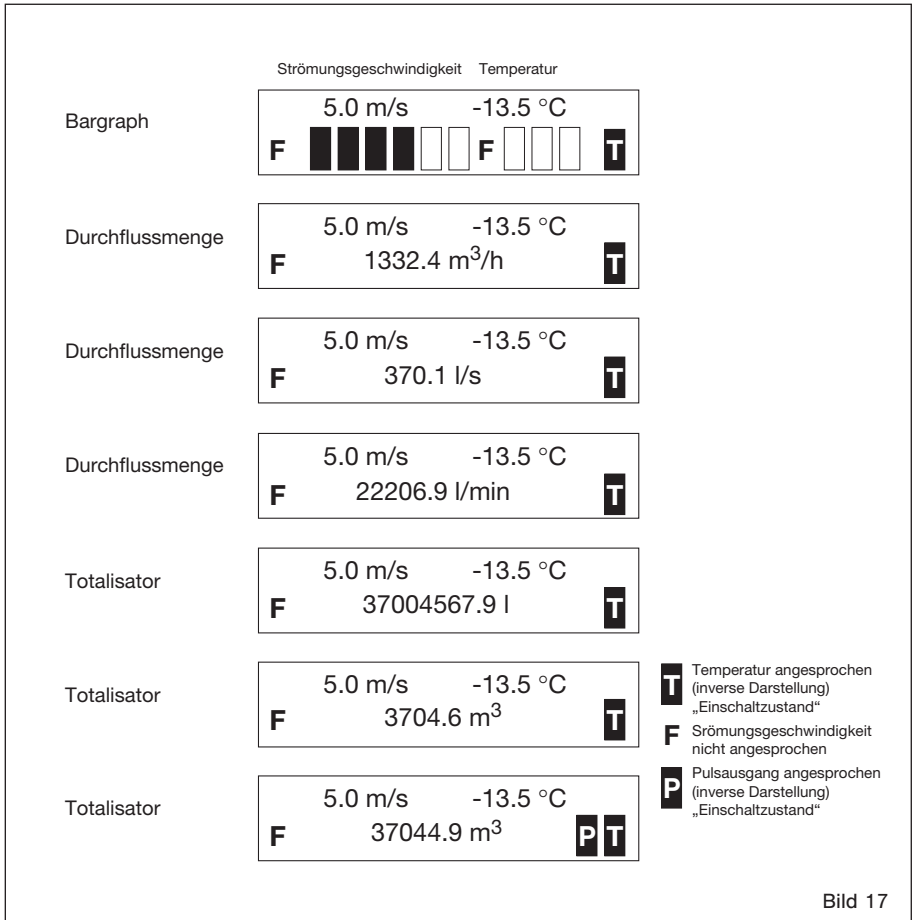 Strömungsgeschwindigkeit Temperatur
Bargraph
5.0 m/s -13.5 °C
F F T
Durchflussmenge
5.0 m/s -13.5 °C
F 1332.4 m³/h T
Durchflussmenge
5.0 m/s -13.5 °C
F 370.1 l/s T
Durchflussmenge
5.0 m/s -13.5 °C
F 22206.9 l/min T
Totalisator
5.0 m/s -13.5 °C
F 37004567.9 l T
Totalisator
5.0 m/s -13.5 °C
F 3704.6 m³ T
Totalisator
5.0 m/s -13.5 °C
F 37044.9 m³ P T
T Temperatur angesprochen
(inverse Darstellung)
„Einschaltzustand“
F Srömungsgeschwindigkeit
nicht angesprochen
P Pulsausgang angesprochen
(inverse Darstellung)
„Einschaltzustand“
Bild 17